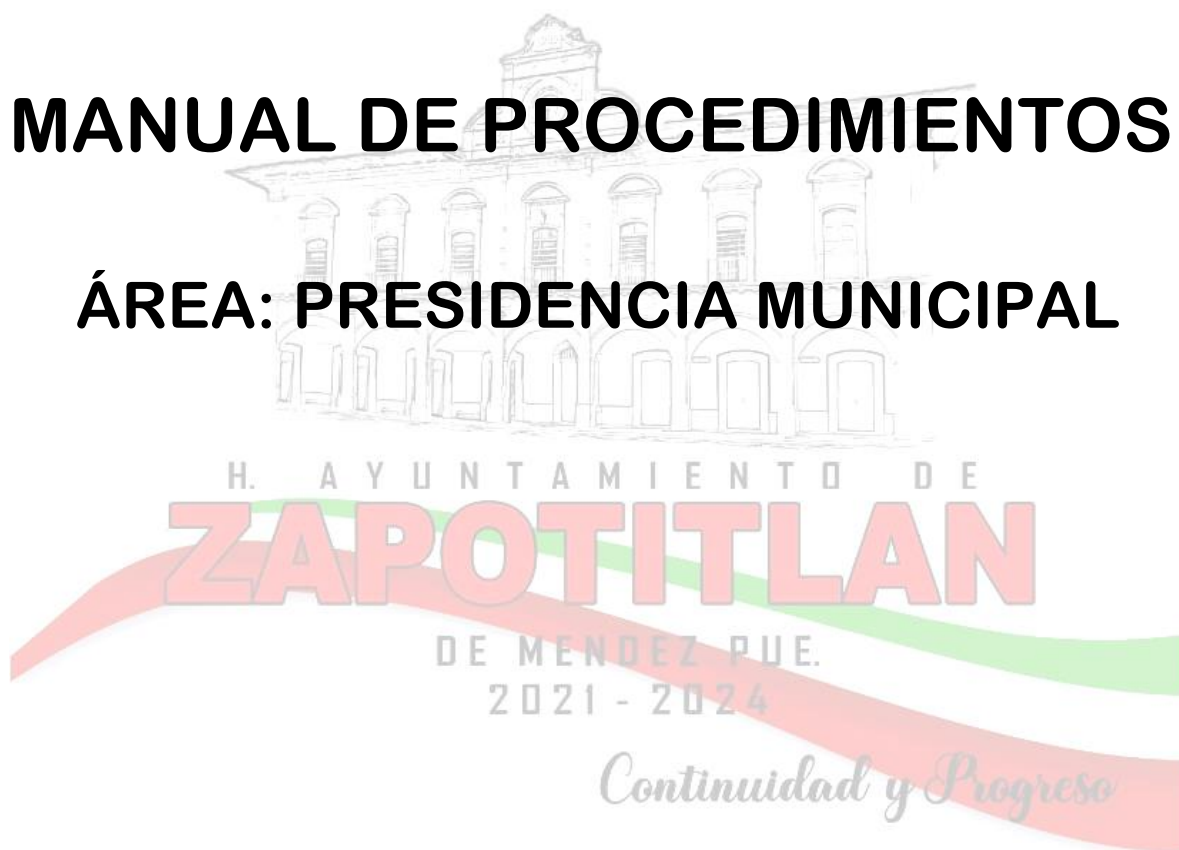 MANUAL DE PROCEDIMIENTOS
ÁREA: PRESIDENCIA MUNICIPAL
H. AYUNTAMIENTO DE
ZAPOTITLAN
DE MENDEZ PUE.
2021 - 2024
Continuidad y Progreso